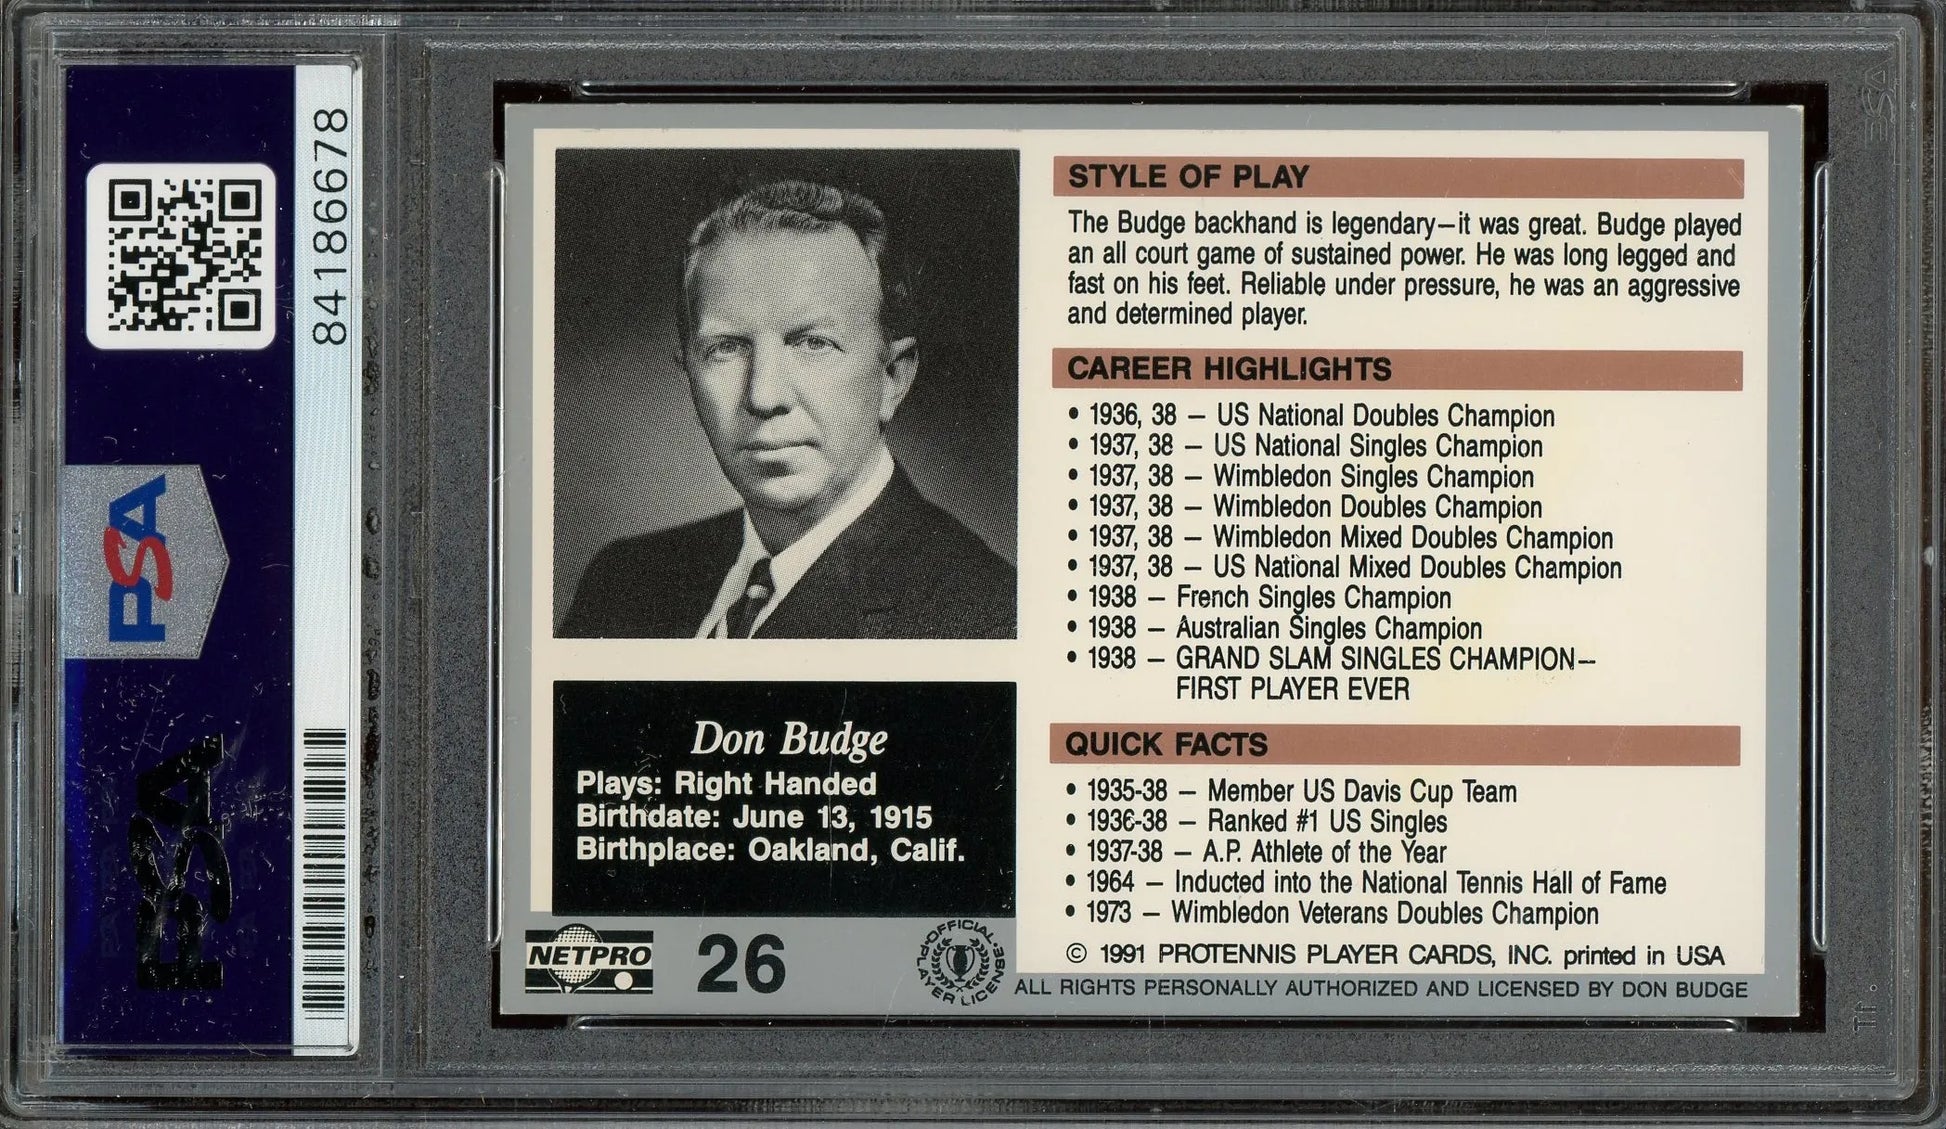 84186678
PSA
PSA
Don Budge
Plays: Right Handed
Birthdate: June 13, 1915
Birthplace: Oakland, Calif.
NETPRO
26
OFFICIAL PLAYER LICENSE
STYLE OF PLAY
The Budge backhand is legendary—it was great. Budge played
an all court game of sustained power. He was long legged and
fast on his feet. Reliable under pressure, he was an aggressive
and determined player.
CAREER HIGHLIGHTS
• 1936, 38 — US National Doubles Champion
• 1937, 38 — US National Singles Champion
• 1937, 38 — Wimbledon Singles Champion
• 1937, 38 — Wimbledon Doubles Champion
• 1937, 38 — Wimbledon Mixed Doubles Champion
• 1937, 38 — US National Mixed Doubles Champion
• 1938 — French Singles Champion
• 1938 — Australian Singles Champion
• 1938 — GRAND SLAM SINGLES CHAMPION—
FIRST PLAYER EVER
QUICK FACTS
• 1935-38 — Member US Davis Cup Team
• 1936-38 — Ranked #1 US Singles
• 1937-38 — A.P. Athlete of the Year
• 1964 — Inducted into the National Tennis Hall of Fame
• 1973 — Wimbledon Veterans Doubles Champion
© 1991 PROTENNIS PLAYER CARDS, INC. printed in USA
ALL RIGHTS PERSONALLY AUTHORIZED AND LICENSED BY DON BUDGE
PSA